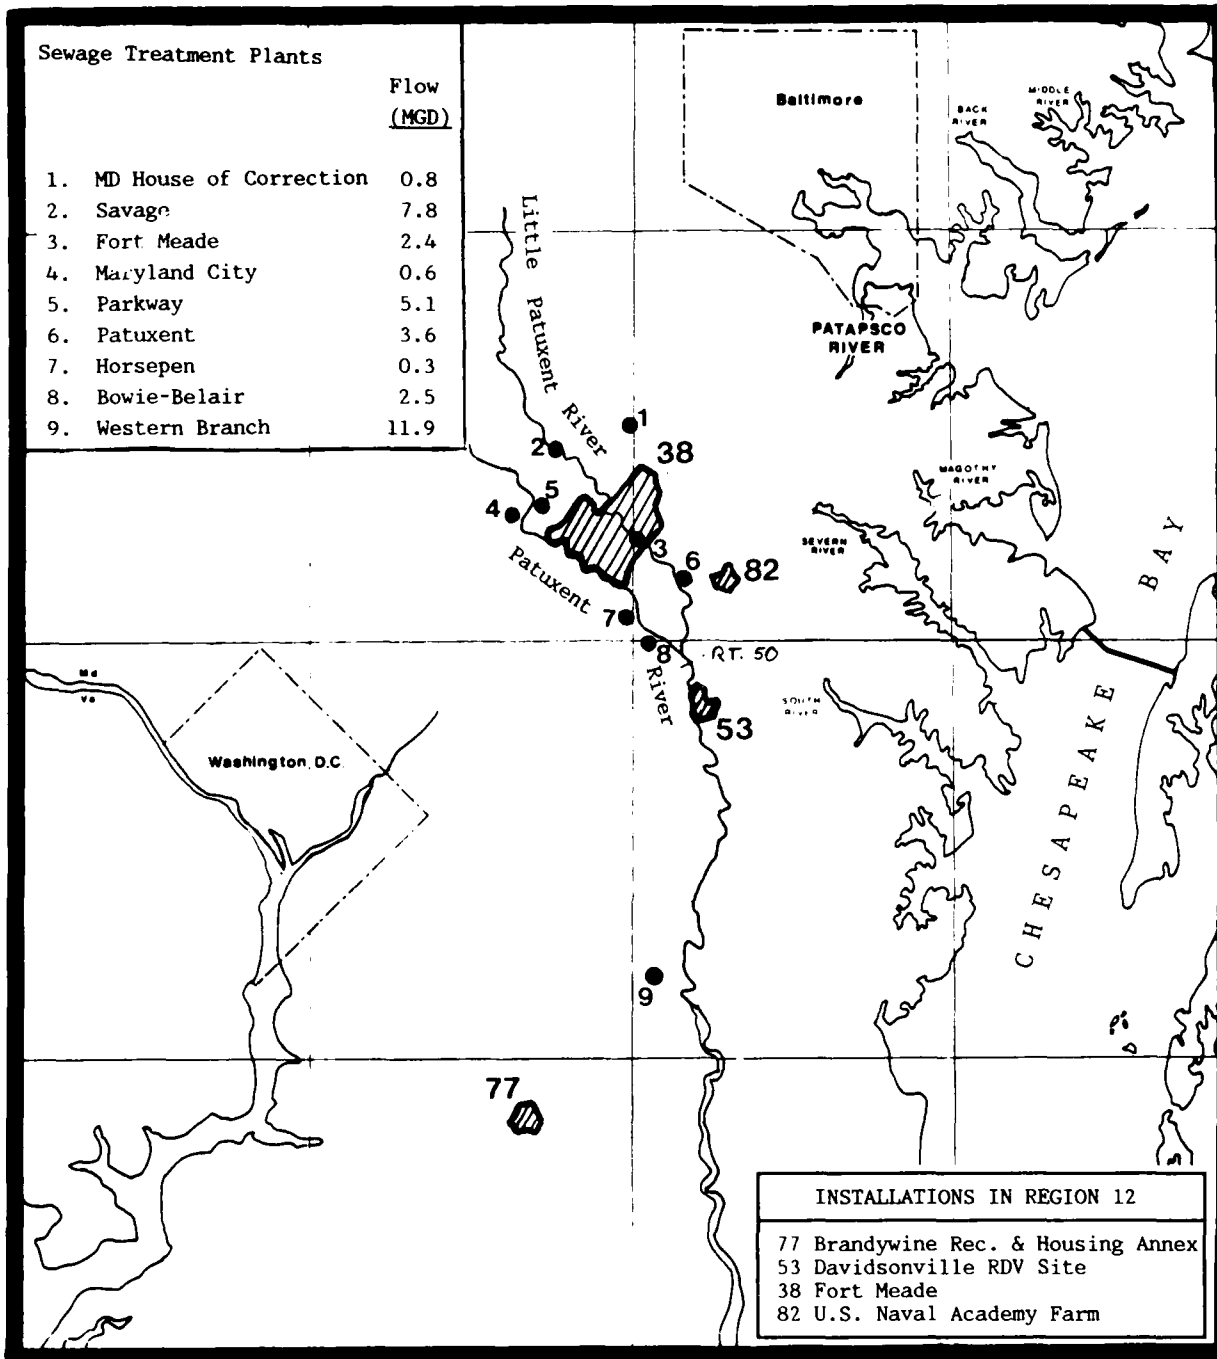 Sewage Treatment Plants
Flow
(MGD)
1. MD House of Correction 0.8
2. Savage 7.8
3. Fort Meade 2.4
4. Maryland City 0.6
5. Parkway 5.1
6. Patuxent 3.6
7. Horsepen 0.3
8. Bowie-Belair 2.5
9. Western Branch 11.9
Baltimore
BACK
RIVER
MIDDLE
RIVER
Little Patuxent River
PATAPSCO
RIVER
1
2
38
MAGOTHY
RIVER
5
4
3
SEVERN
RIVER
6
82
Patuxent River
7
8
RT. 50
53
SOUTH
RIVER
CHESAPEAKE BAY
Md
Va
Washington, D.C.
9
77
INSTALLATIONS IN REGION 12
77 Brandywine Rec. & Housing Annex
53 Davidsonville RDV Site
38 Fort Meade
82 U.S. Naval Academy Farm